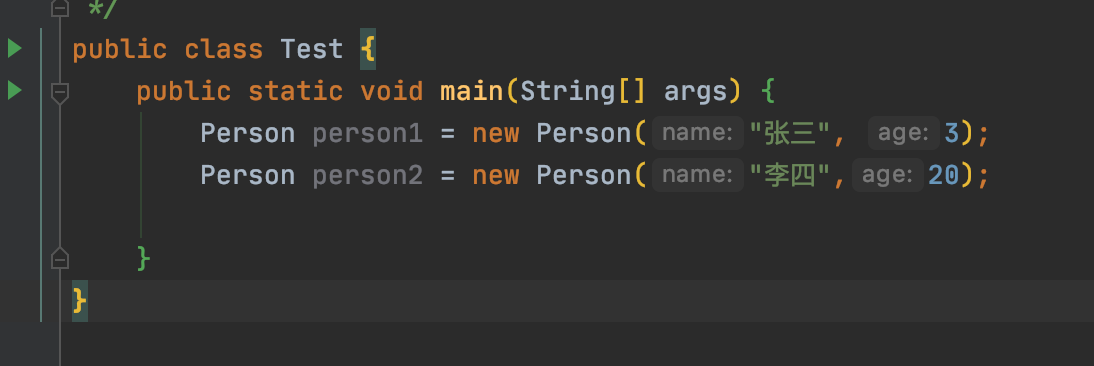 */
public class Test {
public static void main(String[] args) {
Person person1 = new Person( name: "张三", age: 3);
Person person2 = new Person( name: "李四", age: 20);
}
}